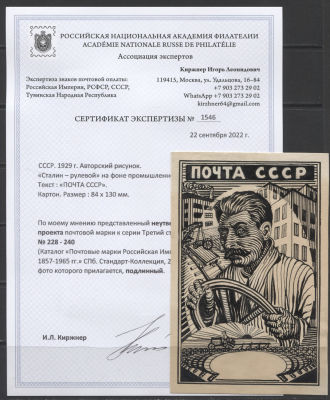 РОССИЙСКАЯ НАЦИОНАЛЬНАЯ АКАДЕМИЯ ФИЛАТЕЛИИ
ACADÉMIE NATIONALE RUSSE DE PHILATÉLIE
Ассоциация экспертов
Экспертиза знаков почтовой оплаты:
Российская Империя, РСФСР, СССР,
Тувинская Народная Республика
Киржнер Игорь Леонидович
119415, Москва, ул. Удальцова, 16-84
+7 903 273 29 02
WhatsApp +7 903 273 29 02
kirzhner64@gmail.com
СЕРТИФИКАТ ЭКСПЕРТИЗЫ № 1546
22 сентября 2022 г.
СССР. 1929 г. Авторский рисунок.
«Сталин – рулевой» на фоне промышленно
Текст : «ПОЧТА СССР».
Картон. Размер : 84 х 130 мм.
По моему мнению представленный неутве
проекта почтовой марки к серии Третий
№ 228 - 240
(Каталог «Почтовые марки Российская Им
1857-1965 гг.» СПб. Стандарт-Коллекция, 2
фото которого прилагается, подлинный.
И.Л. Киржнер
ПОЧТА СССР